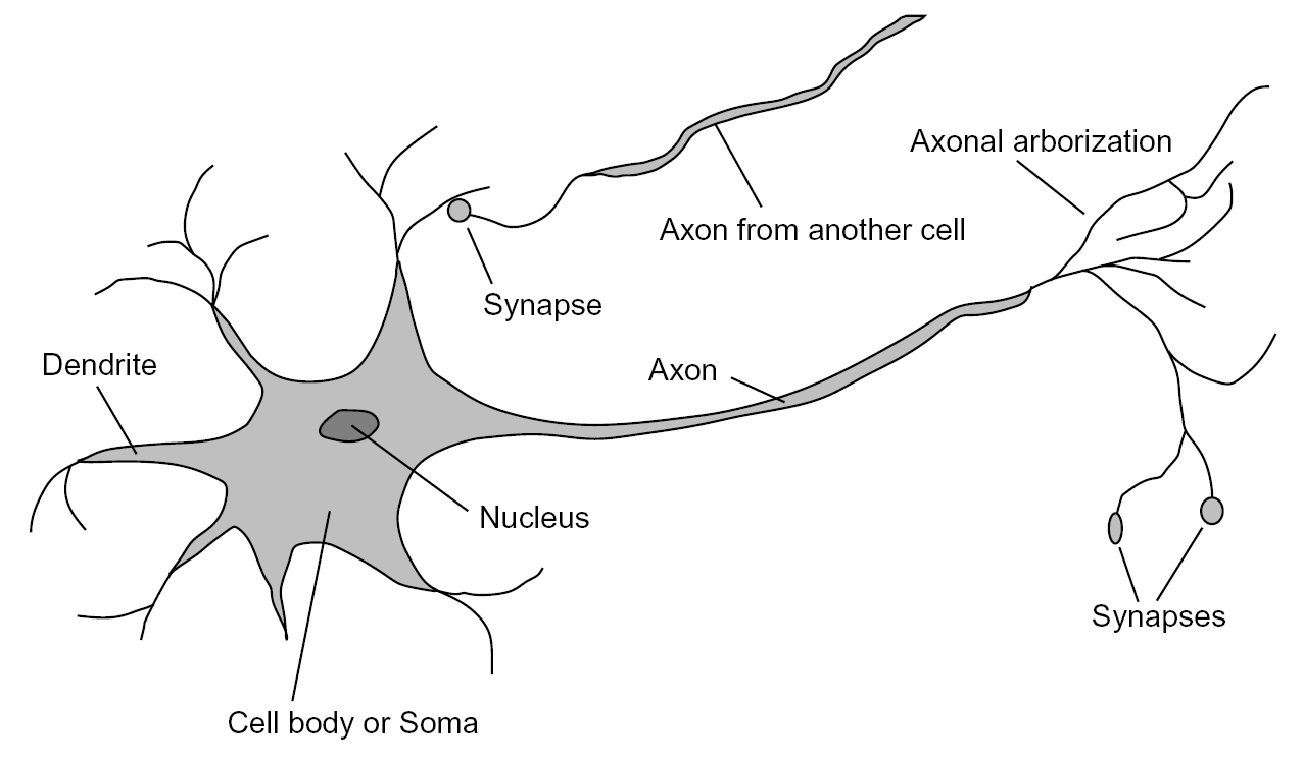 Axonal arborization
Axon from another cell
Synapse
Dendrite
Axon
Nucleus
Synapses
Cell body or Soma